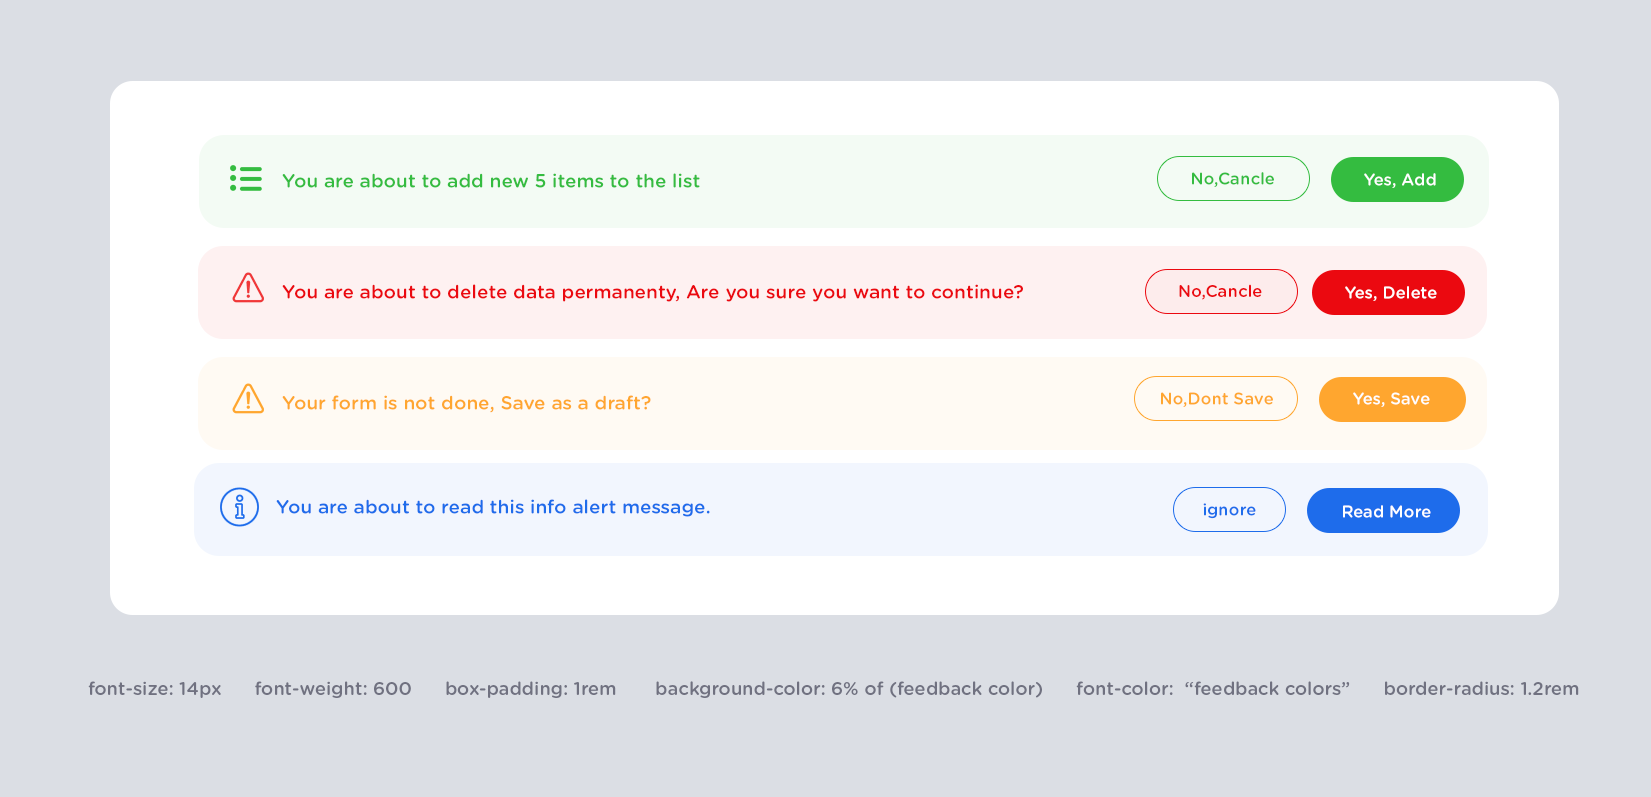 You are about to add new 5 items to the list No,Cancle Yes, Add
You are about to delete data permanenty, Are you sure you want to continue? No,Cancle Yes, Delete
Your form is not done, Save as a draft? No,Dont Save Yes, Save
You are about to read this info alert message. ignore Read More
font-size: 14px font-weight: 600 box-padding: 1rem background-color: 6% of (feedback color) font-color: “feedback colors” border-radius: 1.2rem